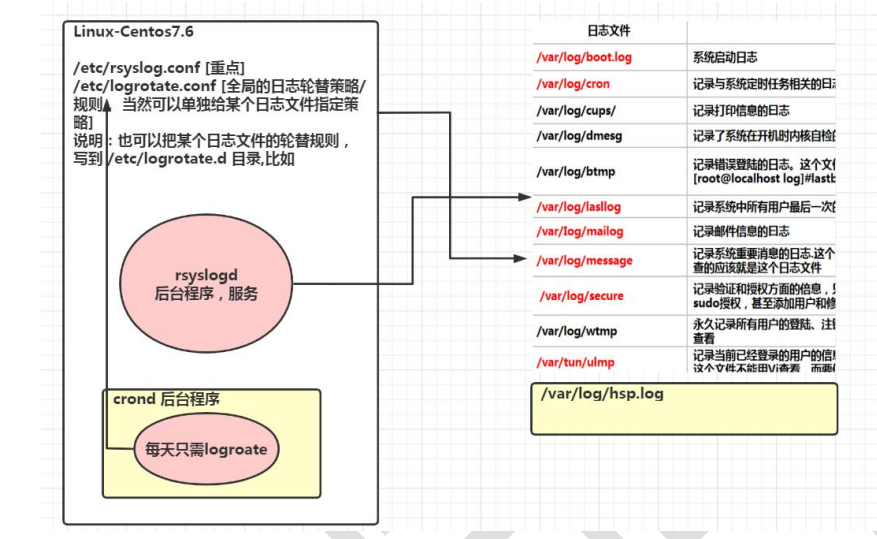 Linux-Centos7.6
/etc/rsyslog.conf [重点]
/etc/logrotate.conf [全局的日志轮替策略/
规则， 当然可以单独给某个日志文件指定策
略]
说明：也可以把某个日志文件的轮替规则，
写到 /etc/logrotate.d 目录,比如
rsyslogd
后台程序，服务
crond 后台程序
每天只需logroate
日志文件
/var/log/boot.log 系统启动日志
/var/log/cron 记录与系统定时任务相关的日
/var/log/cups/ 记录打印信息的日志
/var/log/dmesg 记录了系统在开机时内核自检
/var/log/btmp
记录错误登陆的日志。这个文
[root@localhost log]#lastb
/var/log/lasllog 记录系统中所有用户最后一次
/var/log/mailog 记录邮件信息的日志
/var/log/message
记录系统重要消息的日志.这个
查的应该就是这个日志文件
/var/log/secure
记录验证和授权方面的信息，
sudo授权，甚至添加用户和修
/var/log/wtmp
永久记录所有用户的登陆、注
查看
/var/tun/ulmp
记录当前已经登录的用户的信
这个文件不能用Vi查看 而要
/var/log/hsp.log